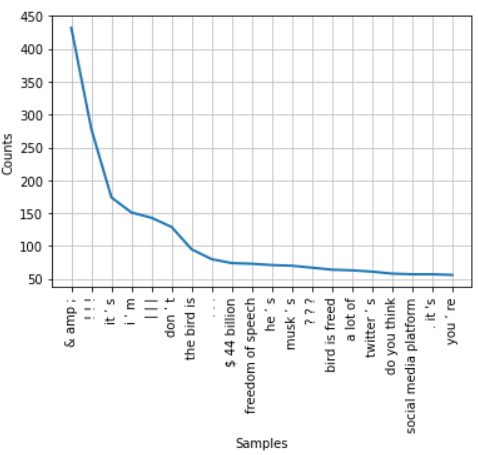 450
400
350
300
250
200
150
100
50
Counts
& amp ;
! ! !
it ’ s
i ’ m
| | |
don ’ t
the bird is
. . .
$ 44 billion
freedom of speech
he ’ s
musk ’ s
? ? ?
bird is freed
a lot of
twitter ’ s
do you think
social media platform
. it 's
you ’ re
Samples